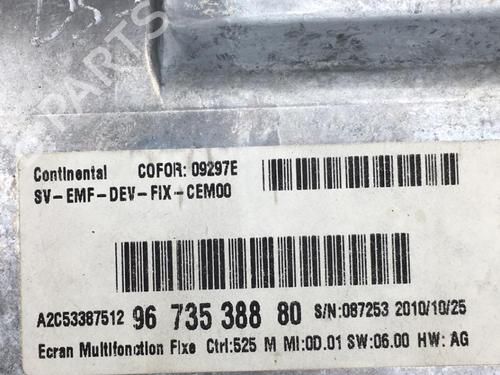 PARTS
Continental COFOR: 09297E
SV-EMF-DEV-FIX-CEM00
A2C53387512 96 735 388 80 S/N:087253 2010/10/25
Ecran Multifonction Fixe Ctrl:525 M MI:0D.01 SW:06.00 HW: AG